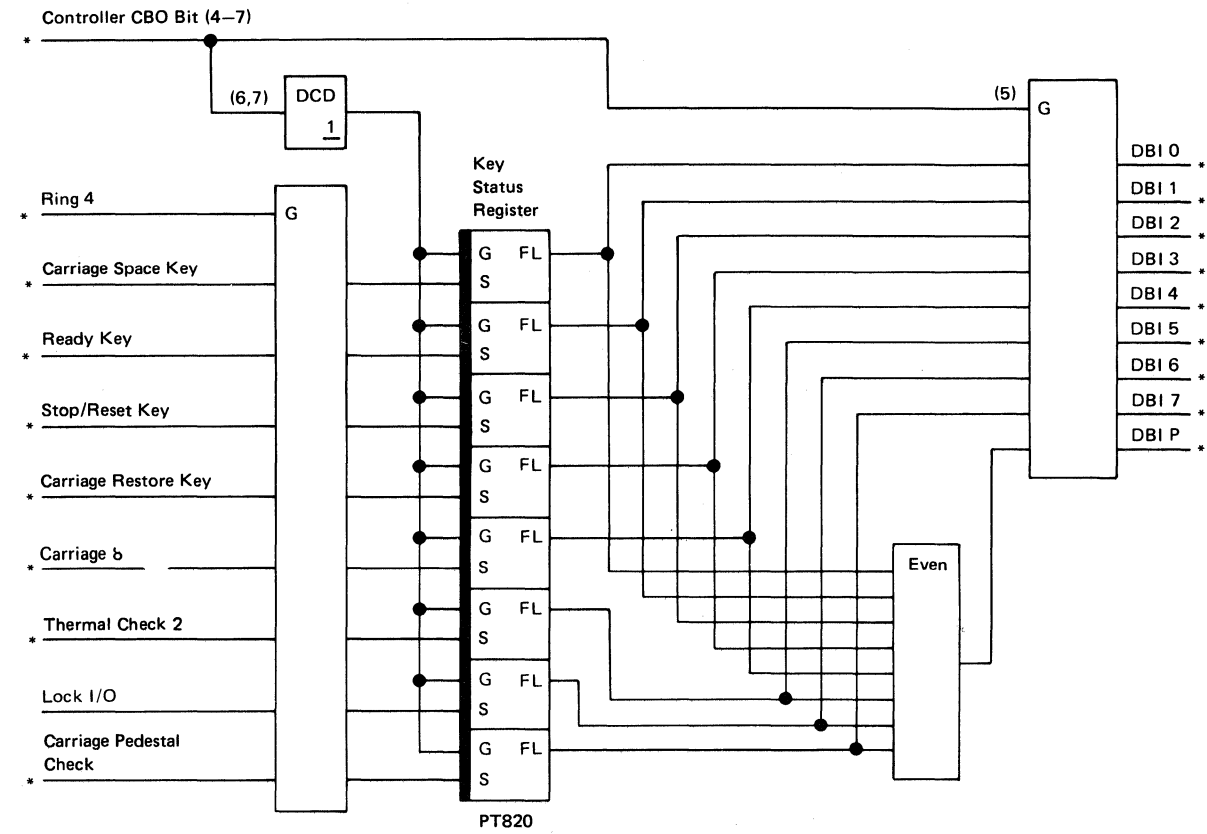 Controller CBO Bit (4–7)
*
(6,7)
DCD
1
(5)
G
DBI 0
*
DBI 1
*
DBI 2
*
DBI 3
*
DBI 4
*
DBI 5
*
DBI 6
*
DBI 7
*
DBI P
*
Key
Status
Register
Ring 4
*
G
Carriage Space Key
*
G FL
S
Ready Key
*
G FL
S
Stop/Reset Key
*
G FL
S
Carriage Restore Key
*
G FL
S
Carriage
*
G FL
S
Thermal Check 2
*
G FL
S
Lock I/O
G FL
S
Carriage Pedestal
Check
*
G FL
S
Even
PT820